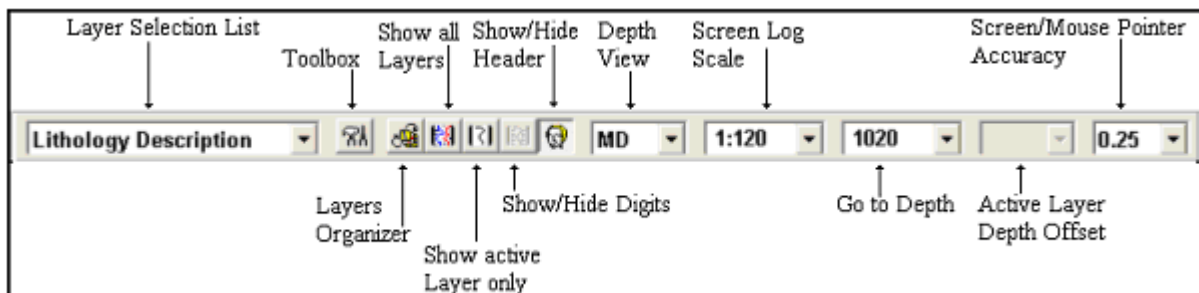 Layer Selection List
Toolbox
Show all
Layers
Show/Hide
Header
Depth
View
Screen Log
Scale
Screen/Mouse Pointer
Accuracy
Lithology Description
MD
1:120
1020
0.25
Layers
Organizer
Show active
Layer only
Show/Hide Digits
Go to Depth
Active Layer
Depth Offset